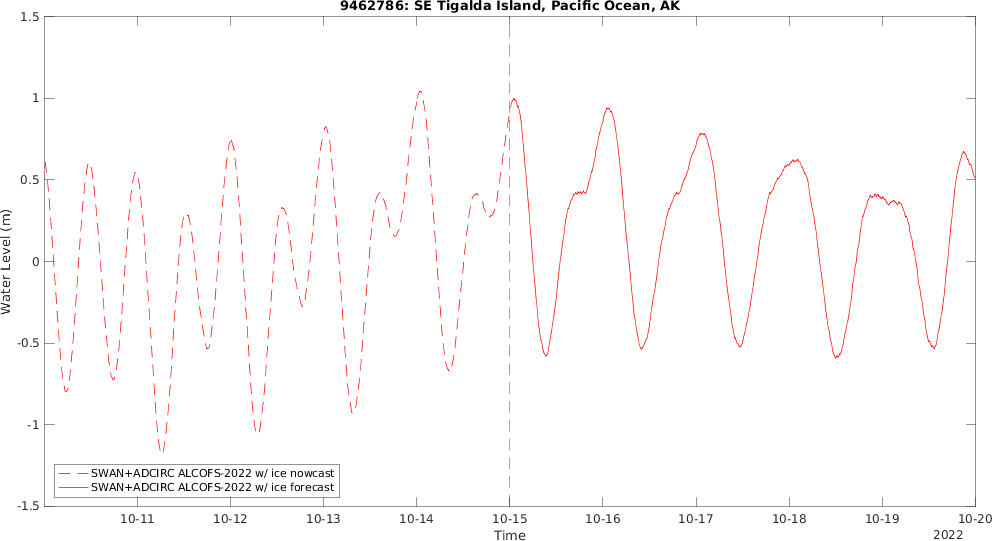 9462786: SE Tigalda Island, Pacific Ocean, AK
1.5
1
0.5
0
-0.5
-1
-1.5
Water Level (m)
SWAN+ADCIRC ALCOFS-2022 w/ ice nowcast
SWAN+ADCIRC ALCOFS-2022 w/ ice forecast
10-11 10-12 10-13 10-14 10-15 10-16 10-17 10-18 10-19 10-20
Time
2022